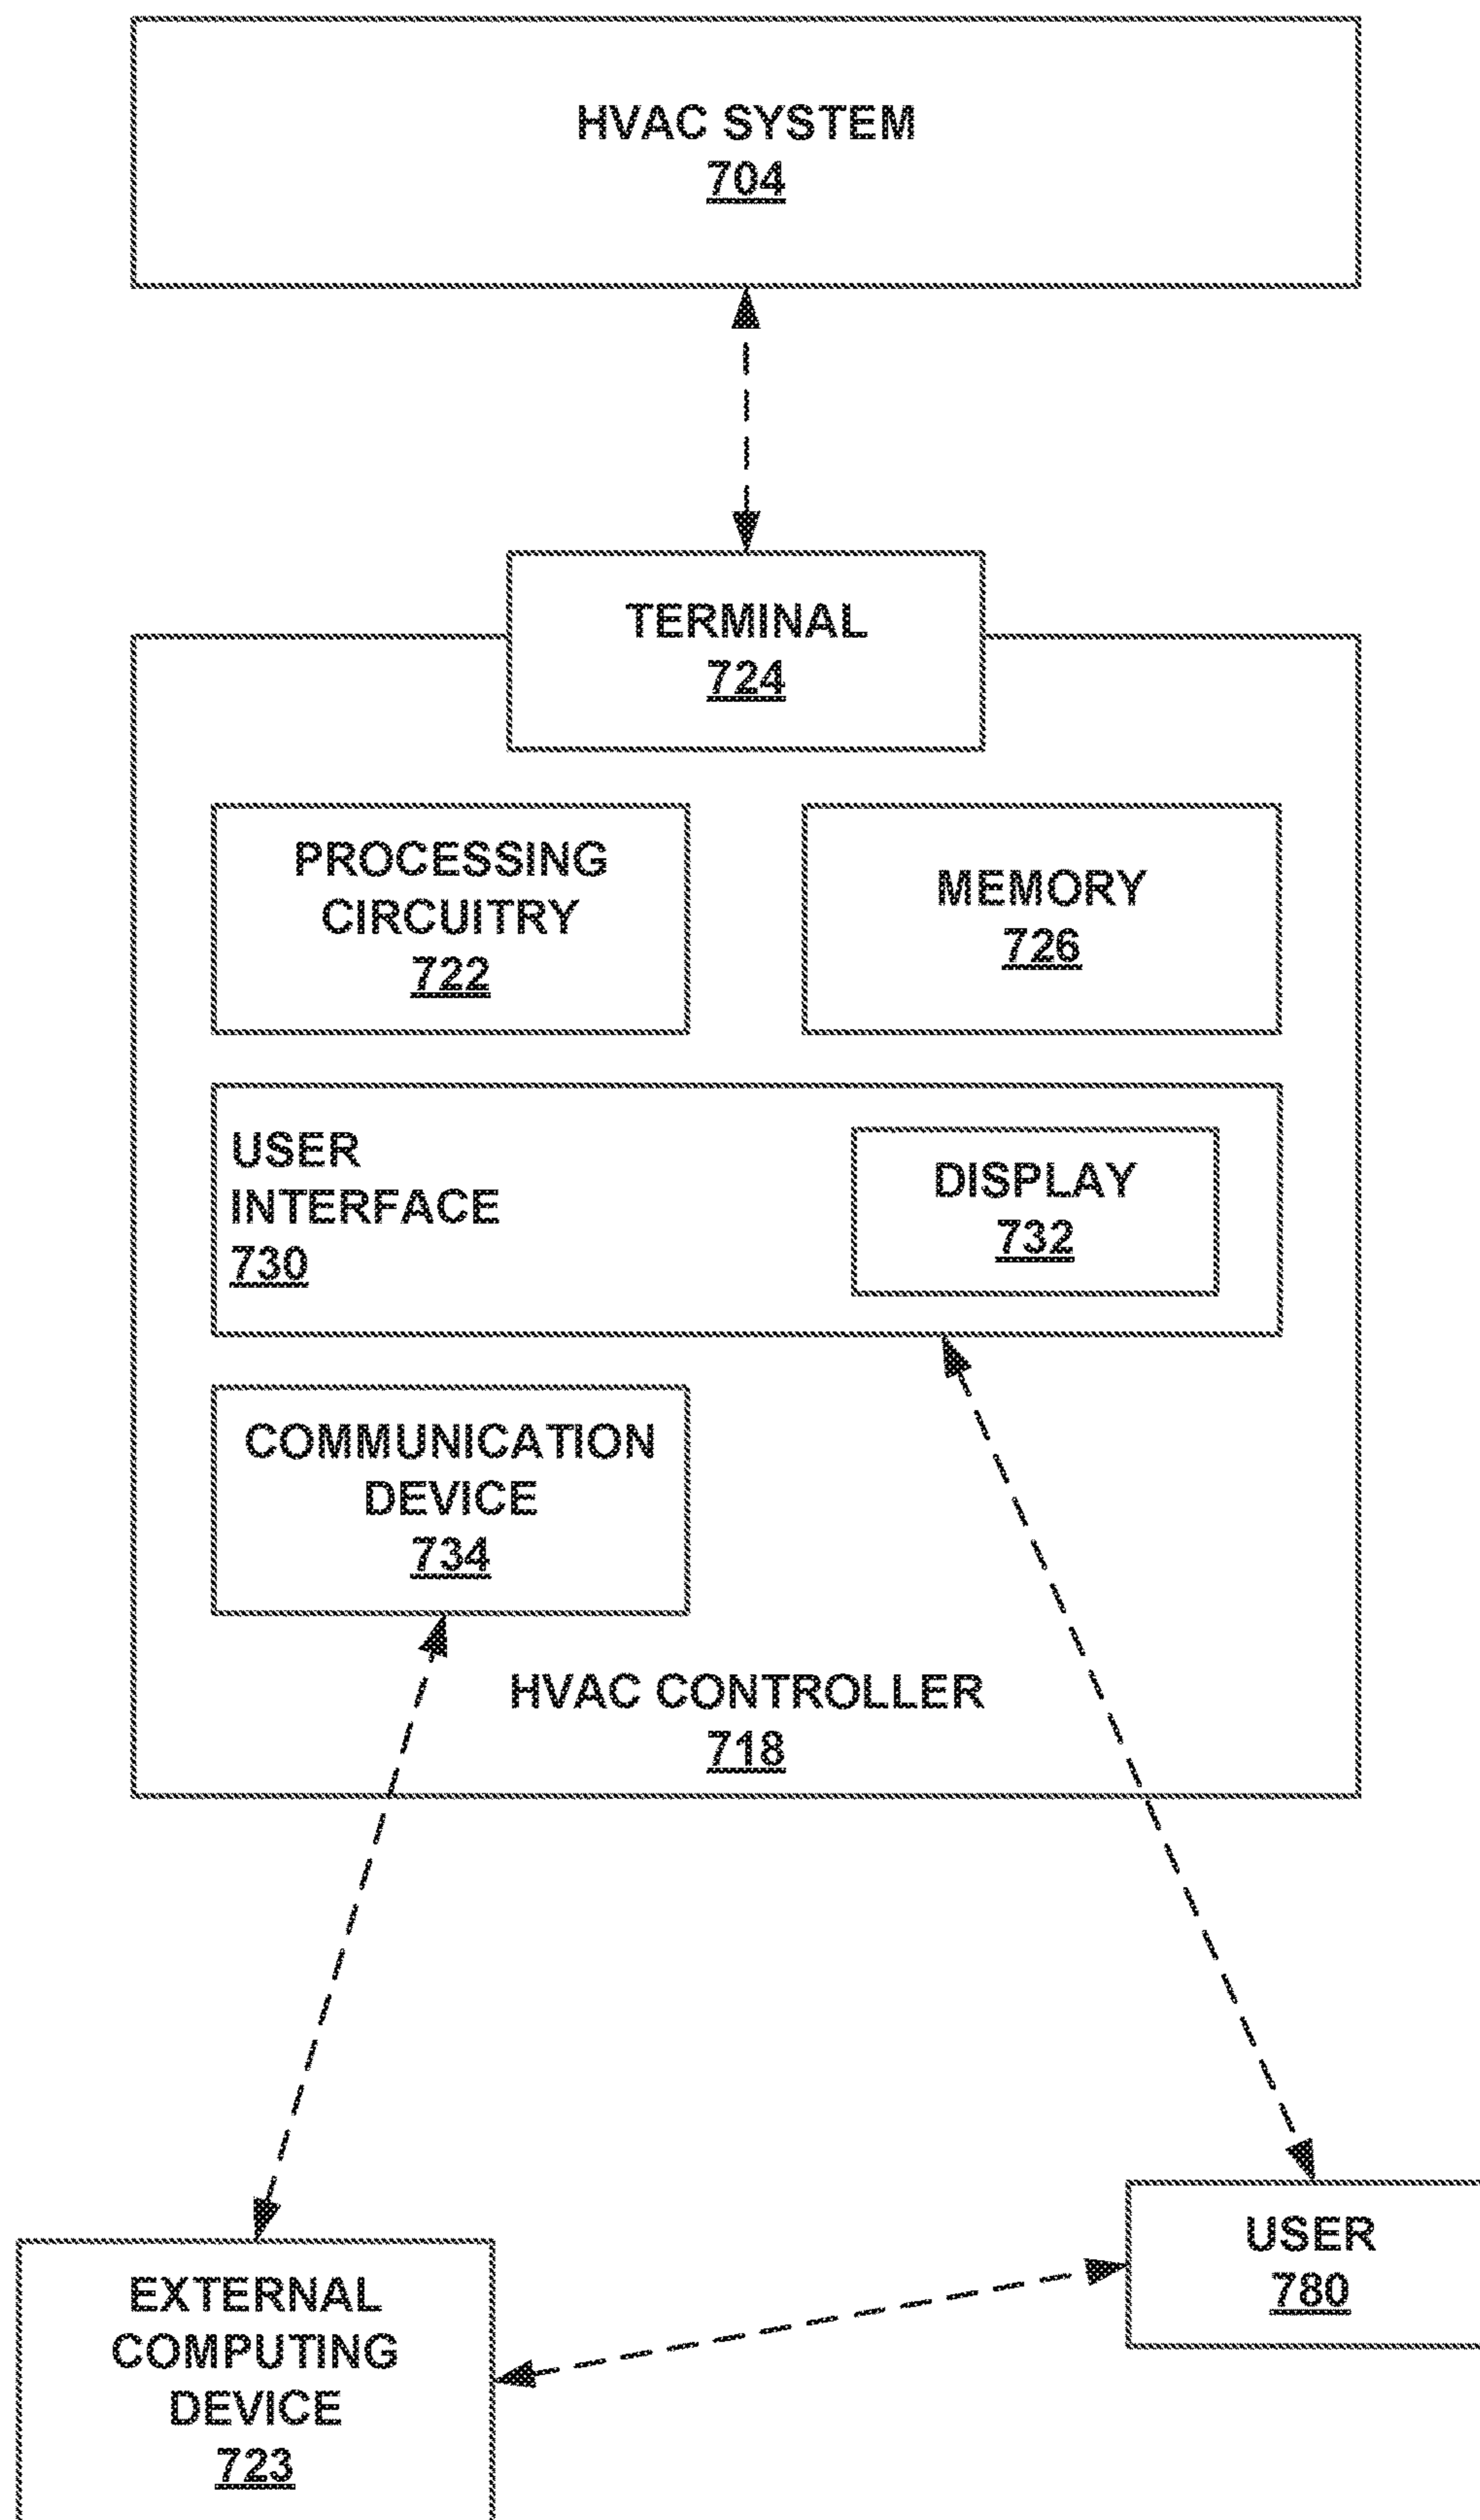 HVAC SYSTEM
704
TERMINAL
724
PROCESSING
CIRCUITRY
722
MEMORY
726
USER
INTERFACE
730
DISPLAY
732
COMMUNICATION
DEVICE
734
HVAC CONTROLLER
718
USER
780
EXTERNAL
COMPUTING
DEVICE
723